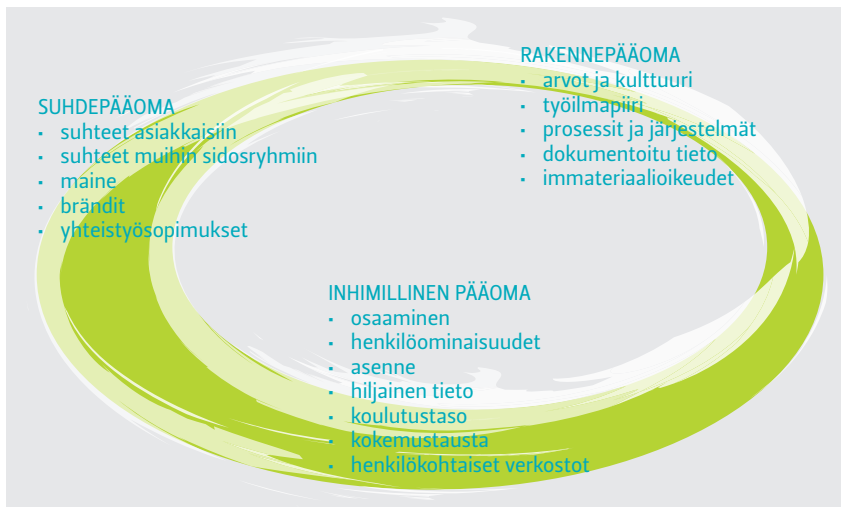 SUHDEPÄÄOMA
▪ suhteet asiakkaisiin
▪ suhteet muihin sidosryhmiin
▪ maine
▪ brändit
▪ yhteistyösopimukset
RAKENNEPÄÄOMA
▪ arvot ja kulttuuri
▪ työilmapiiri
▪ prosessit ja järjestelmät
▪ dokumentoitu tieto
▪ immateriaalioikeudet
INHIMILLINEN PÄÄOMA
▪ osaaminen
▪ henkilöominaisuudet
▪ asenne
▪ hiljainen tieto
▪ koulutustaso
▪ kokemustausta
▪ henkilökohtaiset verkostot